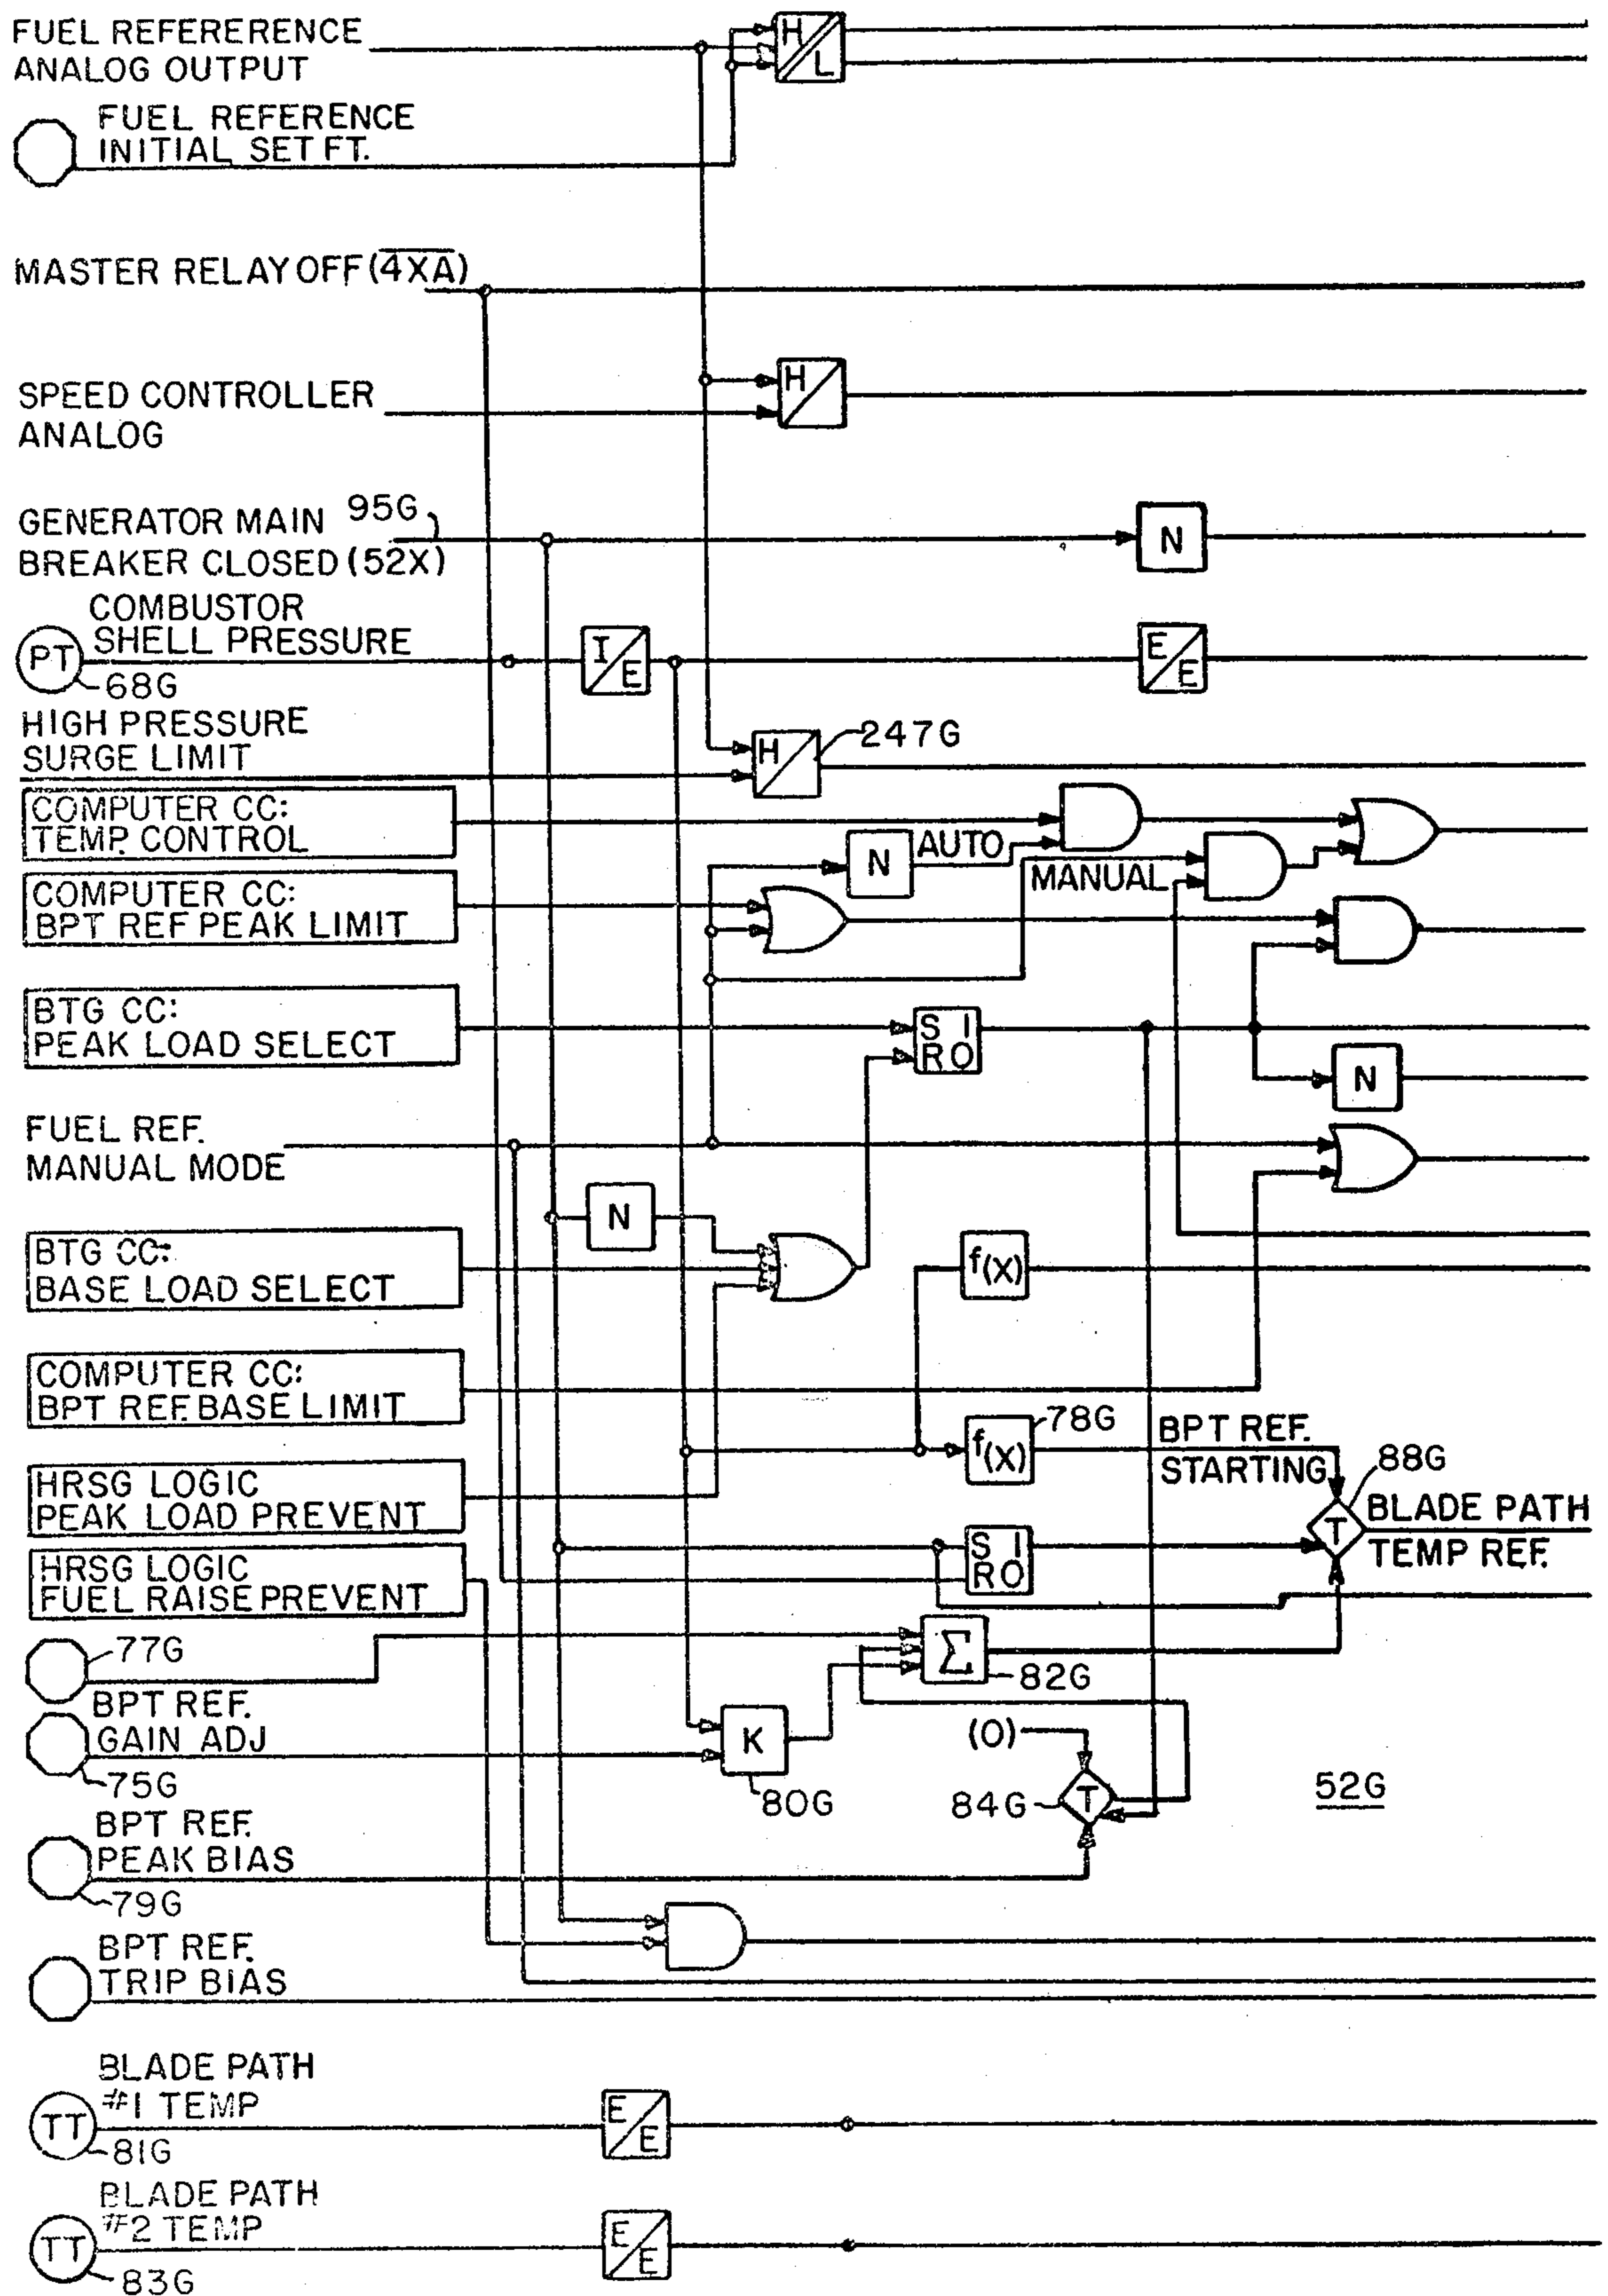 FUEL REFERERENCE
ANALOG OUTPUT
H/L
FUEL REFERENCE
INITIAL SET FT.
MASTER RELAY OFF (4XA)
SPEED CONTROLLER
ANALOG
H/
GENERATOR MAIN 95G
BREAKER CLOSED (52X)
N
COMBUSTOR
SHELL PRESSURE
PT
68G
I/E
E/E
HIGH PRESSURE
SURGE LIMIT
H/
247G
COMPUTER CC:
TEMP. CONTROL
N
AUTO
MANUAL
COMPUTER CC:
BPT REF PEAK LIMIT
BTG CC:
PEAK LOAD SELECT
S I
R O
N
FUEL REF.
MANUAL MODE
N
BTG CC:
BASE LOAD SELECT
f(X)
COMPUTER CC:
BPT REF. BASE LIMIT
f(X)
78G
BPT REF.
STARTING
88G
T
BLADE PATH
TEMP REF.
HRSG LOGIC
PEAK LOAD PREVENT
S I
R O
HRSG LOGIC
FUEL RAISE PREVENT
77G
Σ
82G
BPT REF.
GAIN ADJ
75G
K
80G
(O)
84G
T
52G
BPT REF.
PEAK BIAS
79G
BPT REF.
TRIP BIAS
BLADE PATH
#1 TEMP
TT
81G
E/E
BLADE PATH
#2 TEMP
TT
83G
E/E